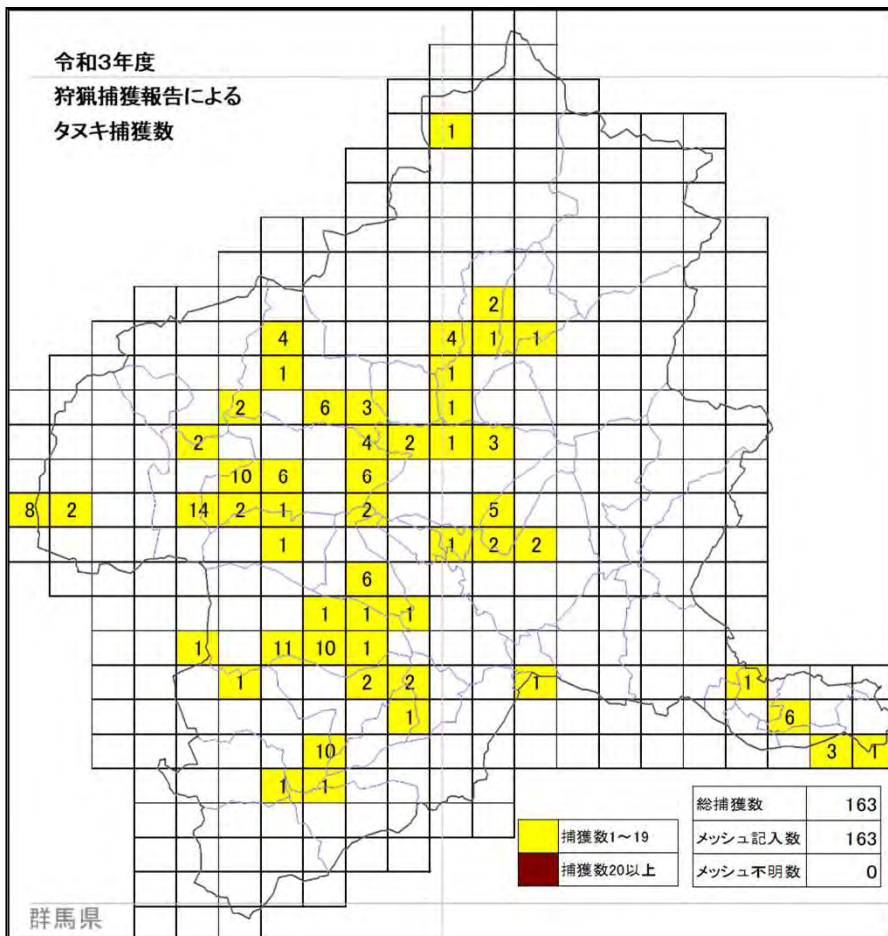 令和3年度
狩猟捕獲報告による
タヌキ捕獲数
1
2
4 4 1 1
1 1
2 6 3 1
2 4 2 1 3
10 6 6
8 2 14 2 1 2 5
1 1 2 2
6
1 1 1
1 11 10 1
1 2 2 1 1
1 6
10 3 1
1 1
捕獲数1～19
捕獲数20以上
総捕獲数 163
メッシュ記入数 163
メッシュ不明数 0
群馬県